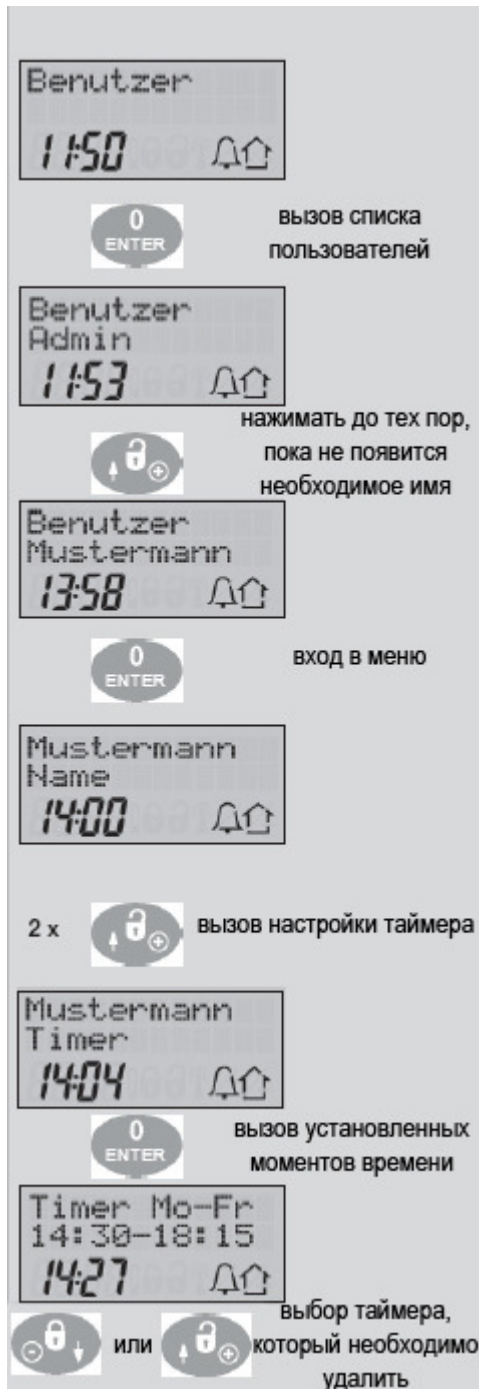 Benutzer
11:50
0
ENTER
вызов списка
пользователей
Benutzer
Admin
11:53
нажимать до тех пор,
пока не появится
необходимое имя
Benutzer
Mustermann
13:58
0
ENTER
вход в меню
Mustermann
Name
14:00
2 x
вызов настройки таймера
Mustermann
Timer
14:04
0
ENTER
вызов установленных
моментов времени
Timer Mo-Fr
14:30-18:15
14:27
или
выбор таймера,
который необходимо
удалить